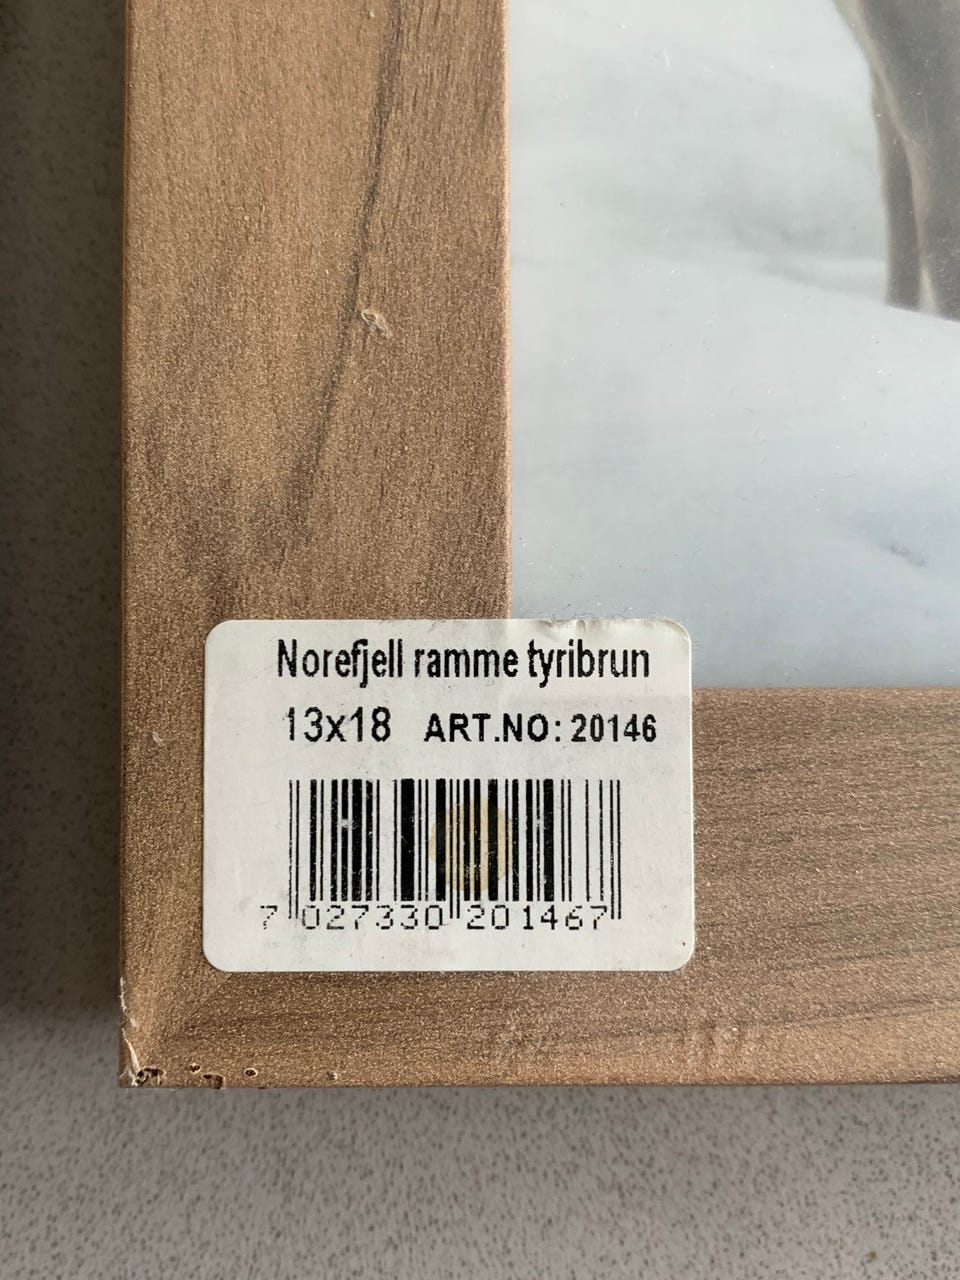 Norefjell ramme tyribrun
13x18 ART.NO: 20146
7 027330 201467